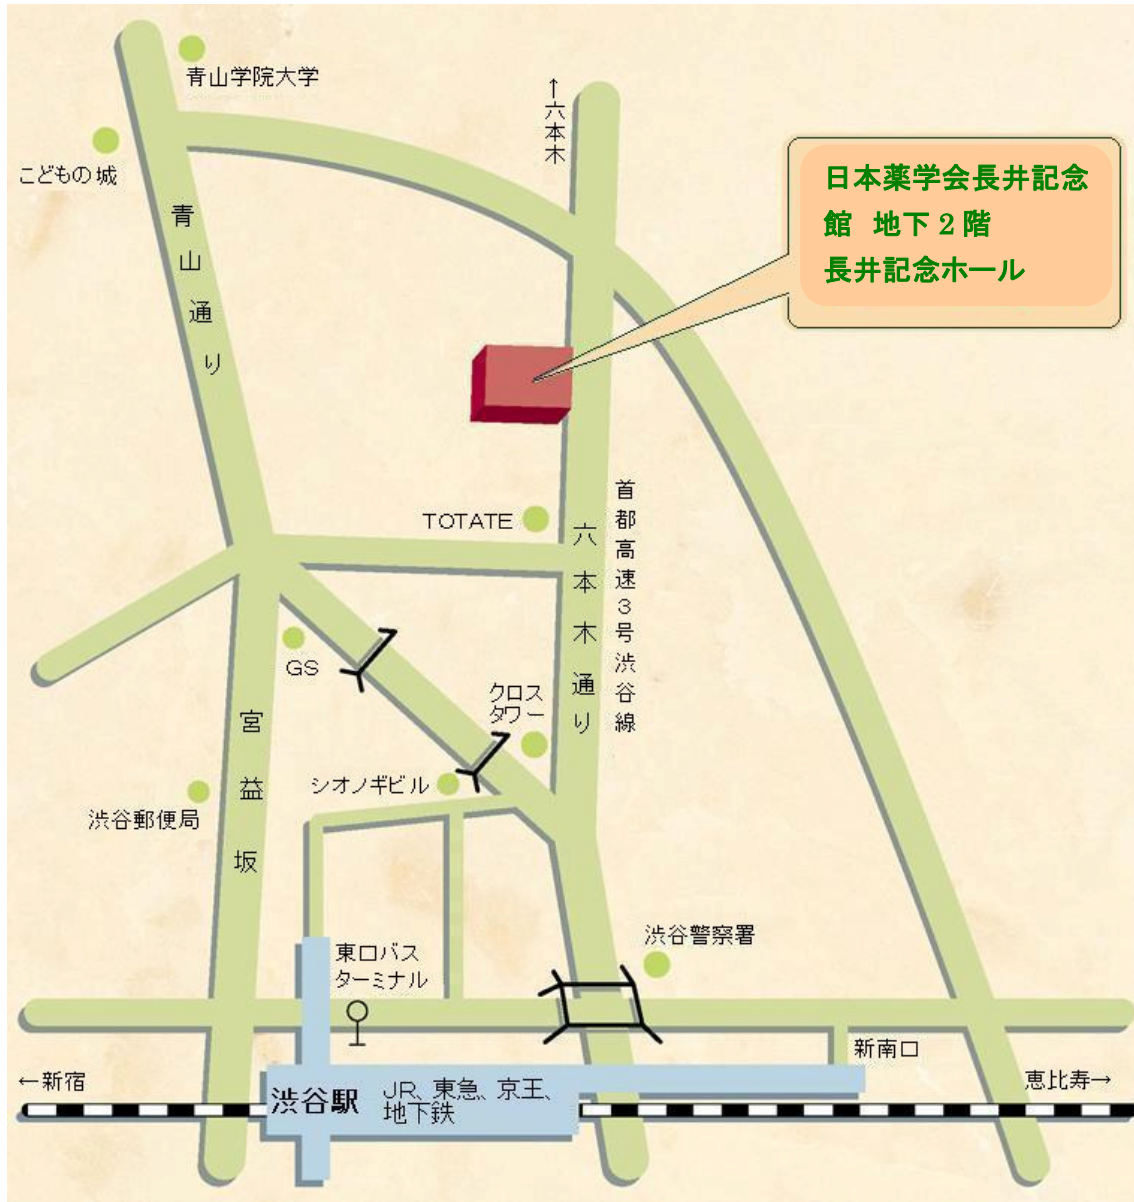 青山学院大学
こどもの城
青山通り
↑六本木
日本薬学会長井記念
館 地下2階
長井記念ホール
TOTATE
六本木通り
首都高速3号渋谷線
GS
クロス
タワー
シオノギビル
宮益坂
渋谷郵便局
渋谷警察署
東口バス
ターミナル
新南口
←新宿
恵比寿→
渋谷駅
JR、東急、京王、
地下鉄